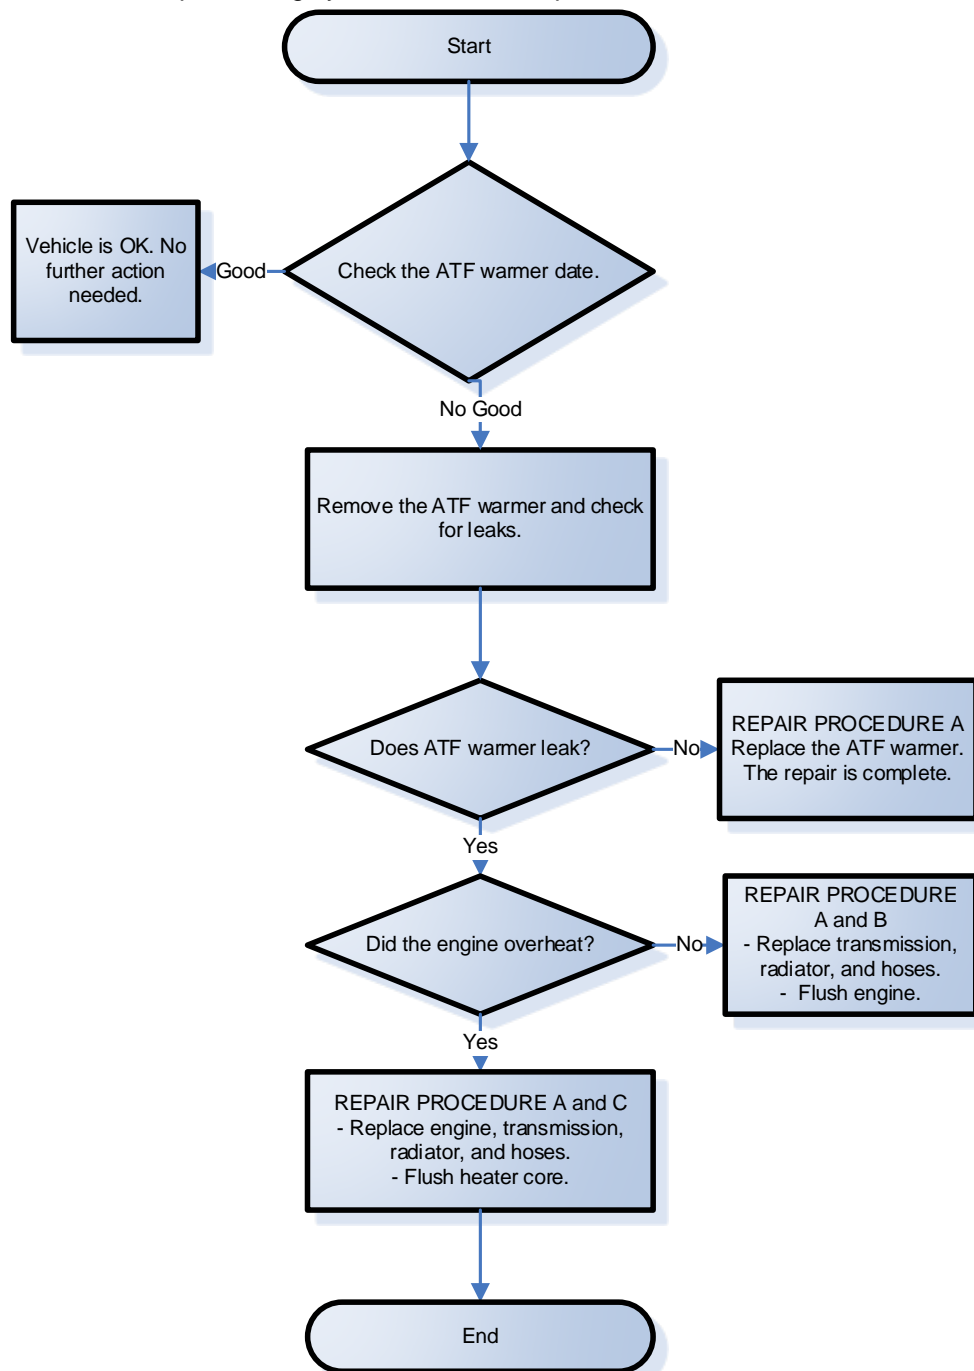 Start
Check the ATF warmer date.
Good
Vehicle is OK. No
further action
needed.
No Good
Remove the ATF warmer and check
for leaks.
Does ATF warmer leak?
No
REPAIR PROCEDURE A
Replace the ATF warmer.
The repair is complete.
Yes
Did the engine overheat?
No
REPAIR PROCEDURE
A and B
- Replace transmission,
radiator, and hoses.
- Flush engine.
Yes
REPAIR PROCEDURE A and C
- Replace engine, transmission,
radiator, and hoses.
- Flush heater core.
End